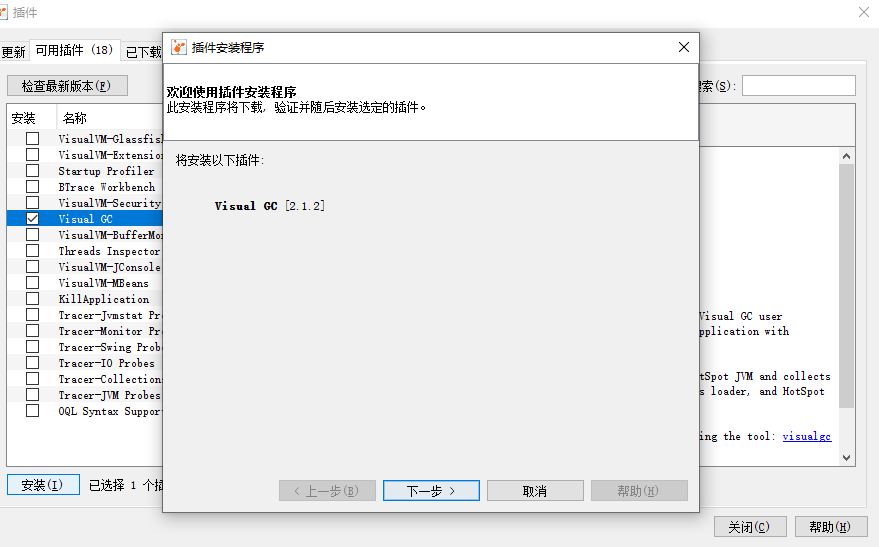 插件
更新
可用插件 (18)
已下载
检查最新版本(F)
(S):
安装
名称
VisualVM-Glassfis
VisualVM-Extension
Startup Profiler
BTrace Workbench
VisualVM-Security
Visual GC
VisualVM-BufferMo
Threads Inspector
VisualVM-JConsole
VisualVM-MBeans
KillApplication
Tracer-Jvmstat Pr
Tracer-Monitor Pr
Tracer-Swing Prob
Tracer-IO Probes
Tracer-Collection
Tracer-JVM Probes
OQL Syntax Suppor
安装(I)
已选择 1 个插
插件安装程序
欢迎使用插件安装程序
此安装程序将下载, 验证并随后安装选定的插件。
将安装以下插件:
Visual GC [2.1.2]
< 上一步(B)
下一步 >
取消
帮助(H)
Visual GC user
pplication with
tSpot JVM and collects
s loader, and HotSpot
ing the tool: visualgc
关闭(C)
帮助(H)